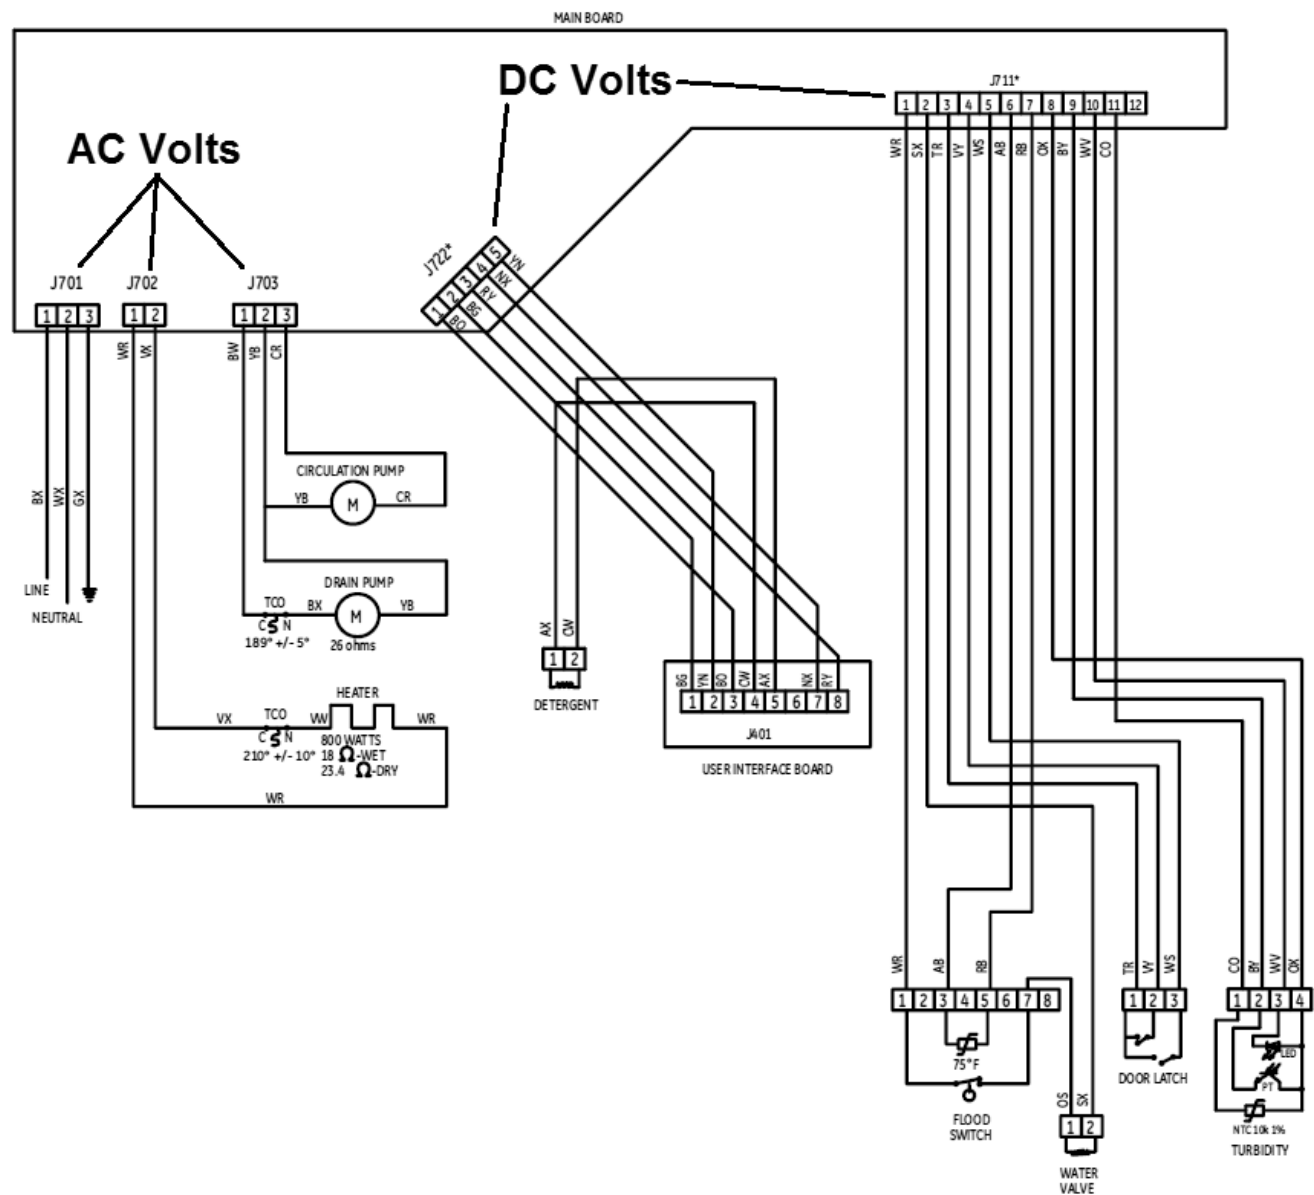 MAIN BOARD
DC Volts
J711*
1 2 3 4 5 6 7 8 9 10 11 12
WR SX TR VY WS AB RB OX BY WV CO
AC Volts
J722*
1 2 3 4 5
BO BG RY NX YN
J701 J702 J703
1 2 3
1 2
1 2 3
WR VX BW YB CR
CIRCULATION PUMP
YB M CR
BX WX GX
LINE
NEUTRAL
DRAIN PUMP
TCO BX M YB
C N
189° +/- 5° 26 ohms
AX CW
1 2
DETERGENT
HEATER
VX TCO VW WR
C N
800 WATTS
210° +/- 10° 18 Ω-WET
23.4 Ω-DRY
WR
BG YN BO CW AX NX RY
1 2 3 4 5 6 7 8
J401
USER INTERFACE BOARD
WR AB RB
1 2 3 4 5 6 7 8
75°F
FLOOD
SWITCH
OS SX
1 2
WATER
VALVE
TR VY WS
1 2 3
DOOR LATCH
CO BY WV OX
1 2 3 4
LED
PT
NTC 10k 1%
TURBIDITY